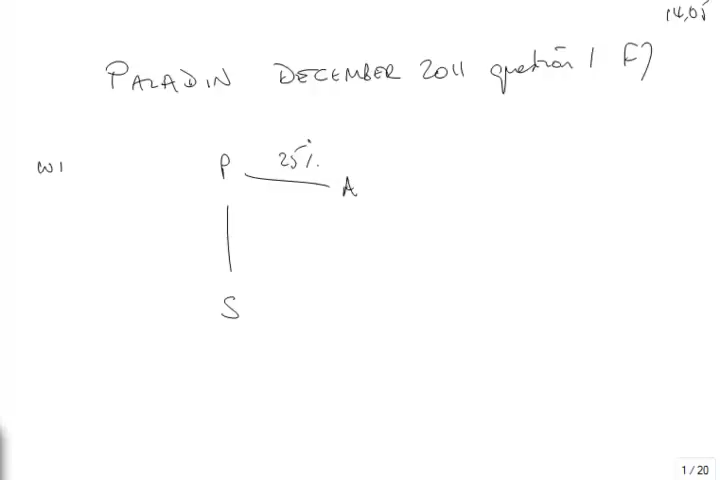 14,05
PALADIN DECEMBER 2011 question 1 F7
W1
P 25%
A
S
1 / 20